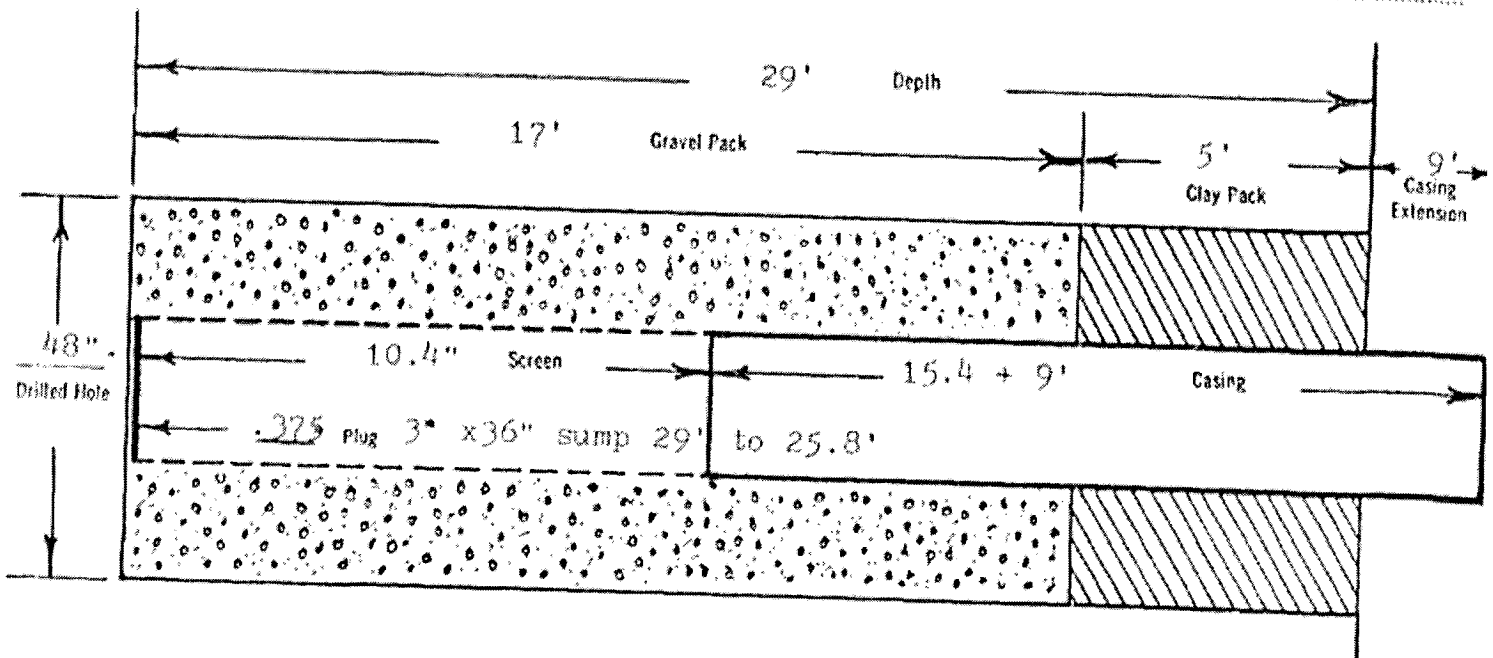 29' Depth
17' Gravel Pack
5'
Clay Pack
9'
Casing
Extension
48".
Drilled Hole
10.4" Screen
15.4 + 9' Casing
.375 Plug 3" x36" sump 29' to 25.8'